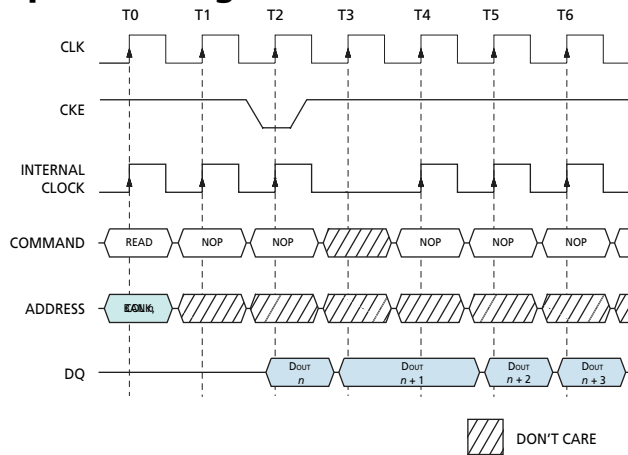 T0 T1 T2 T3 T4 T5 T6
CLK
CKE
INTERNAL
CLOCK
COMMAND READ NOP NOP NOP NOP NOP
ADDRESS
DQ DOUT n DOUT n + 1 DOUT n + 2 DOUT n + 3
DON'T CARE